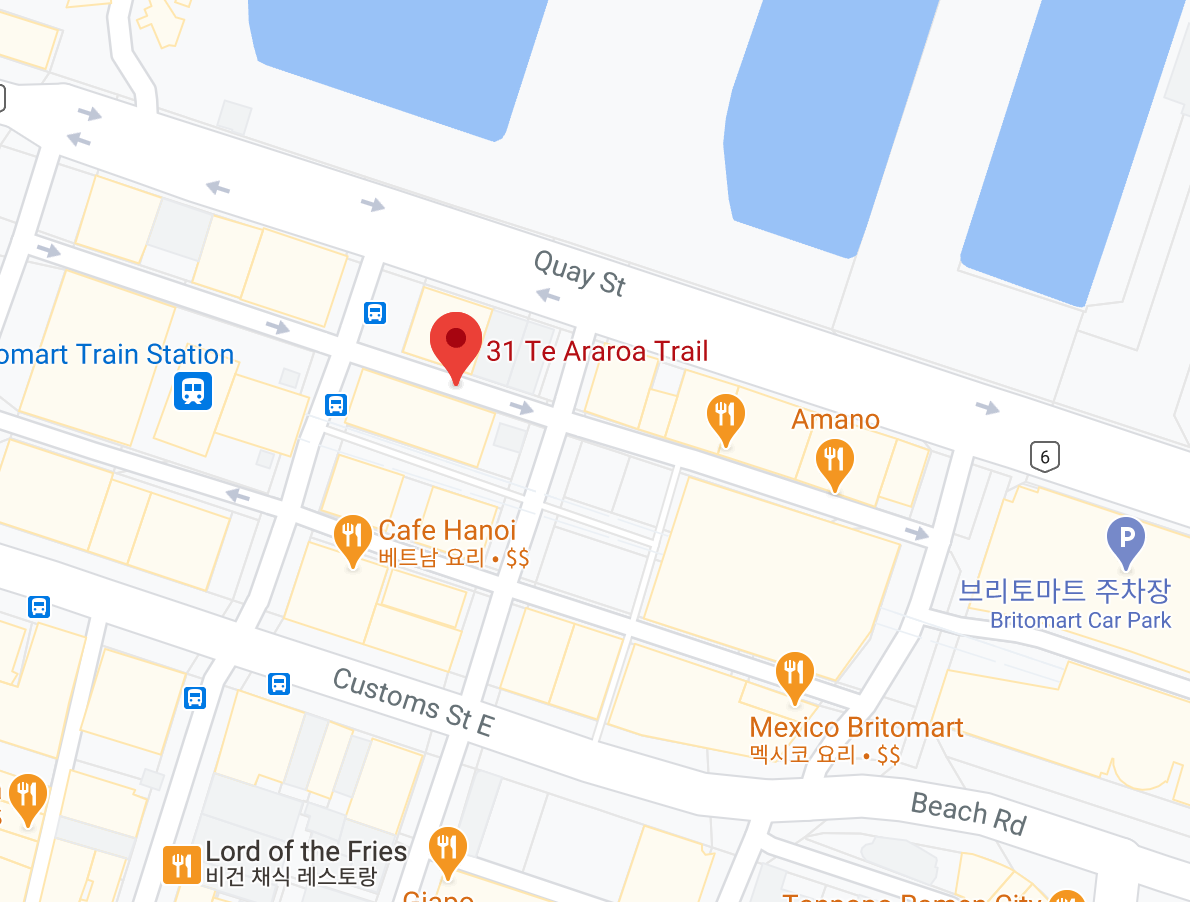 Quay St
omart Train Station
31 Te Araroa Trail
Amano
6
Cafe Hanoi
베트남 요리 • $$
P
브리토마트 주차장
Britomart Car Park
Customs St E
Mexico Britomart
멕시코 요리 • $$
Beach Rd
Lord of the Fries
비건 채식 레스토랑
Giano